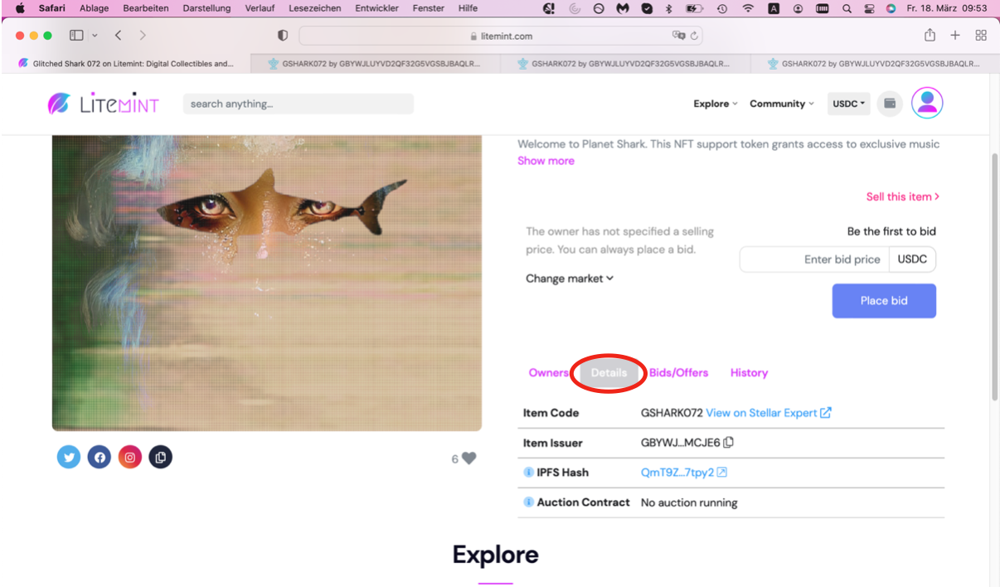 Safari Ablage Bearbeiten Darstellung Verlauf Lesezeichen Entwickler Fenster Hilfe Fr. 18. März 09:53
litemint.com
Glitched Shark 072 on Litemint: Digital Collectibles and... GSHARK072 by GBYWJLUYVD2QF32G5VGSBJBAQLR... GSHARK072 by GBYWJLUYVD2QF32G5VGSBJBAQLR... GSHARK072 by GBYWJLUYVD2QF32G5VGSBJBAQLR...
LITEMINT search anything... Explore Community USDC
Welcome to Planet Shark. This NFT support token grants access to exclusive music
Show more
Sell this item >
The owner has not specified a selling
price. You can always place a bid.
Be the first to bid
Enter bid price USDC
Change market
Place bid
Owners Details Bids/Offers History
Item Code GSHARK072 View on Stellar Expert
Item Issuer GBYWJ...MCJE6
IPFS Hash QmT9Z...7tpy2
6
Auction Contract No auction running
Explore